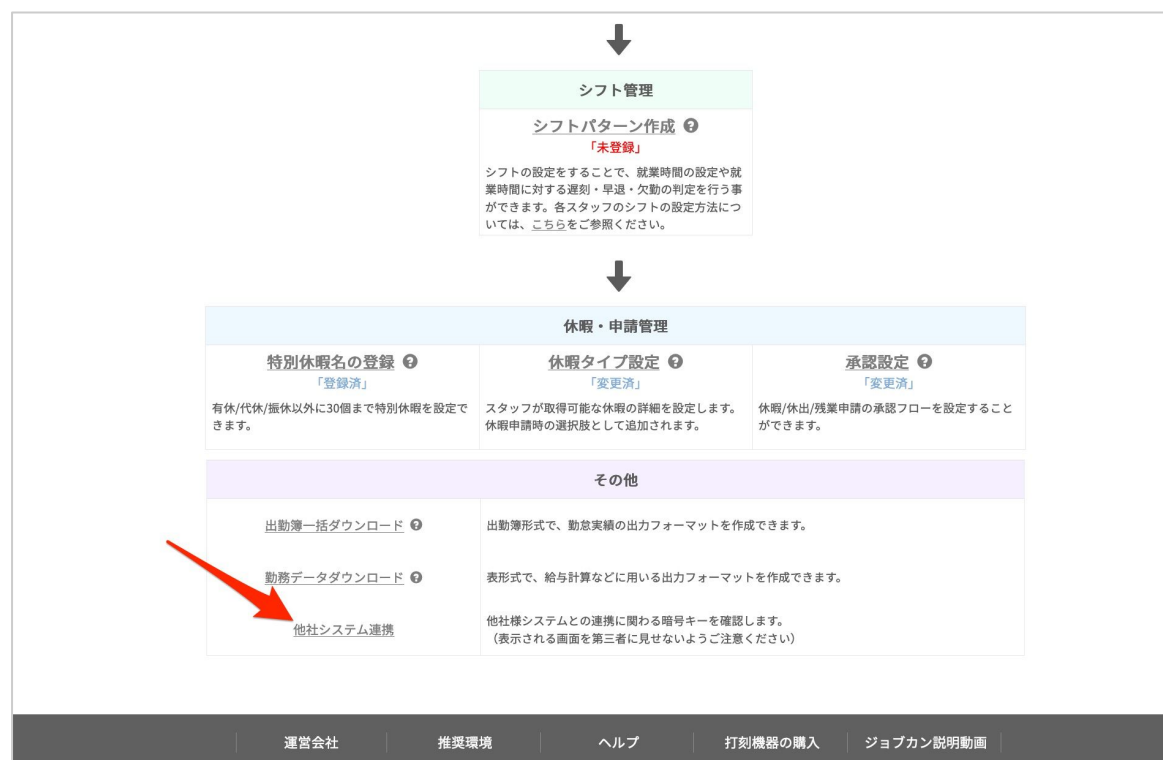 シフト管理
シフトパターン作成
「未登録」
シフトの設定をすることで、就業時間の設定や就
業時間に対する遅刻・早退・欠勤の判定を行う事
ができます。各スタッフのシフトの設定方法につ
いては、こちらをご参照ください。
休暇・申請管理
特別休暇名の登録
「登録済」
有休/代休/振休以外に30個まで特別休暇を設定で
きます。
休暇タイプ設定
「変更済」
スタッフが取得可能な休暇の詳細を設定します。
休暇申請時の選択肢として追加されます。
承認設定
「変更済」
休暇/休出/残業申請の承認フローを設定すること
ができます。
その他
出勤簿一括ダウンロード
出勤簿形式で、勤怠実績の出力フォーマットを作成できます。
勤務データダウンロード
表形式で、給与計算などに用いる出力フォーマットを作成できます。
他社システム連携
他社様システムとの連携に関わる暗号キーを確認します。
（表示される画面を第三者に見せないようご注意ください）
運営会社
推奨環境
ヘルプ
打刻機器の購入
ジョブカン説明動画